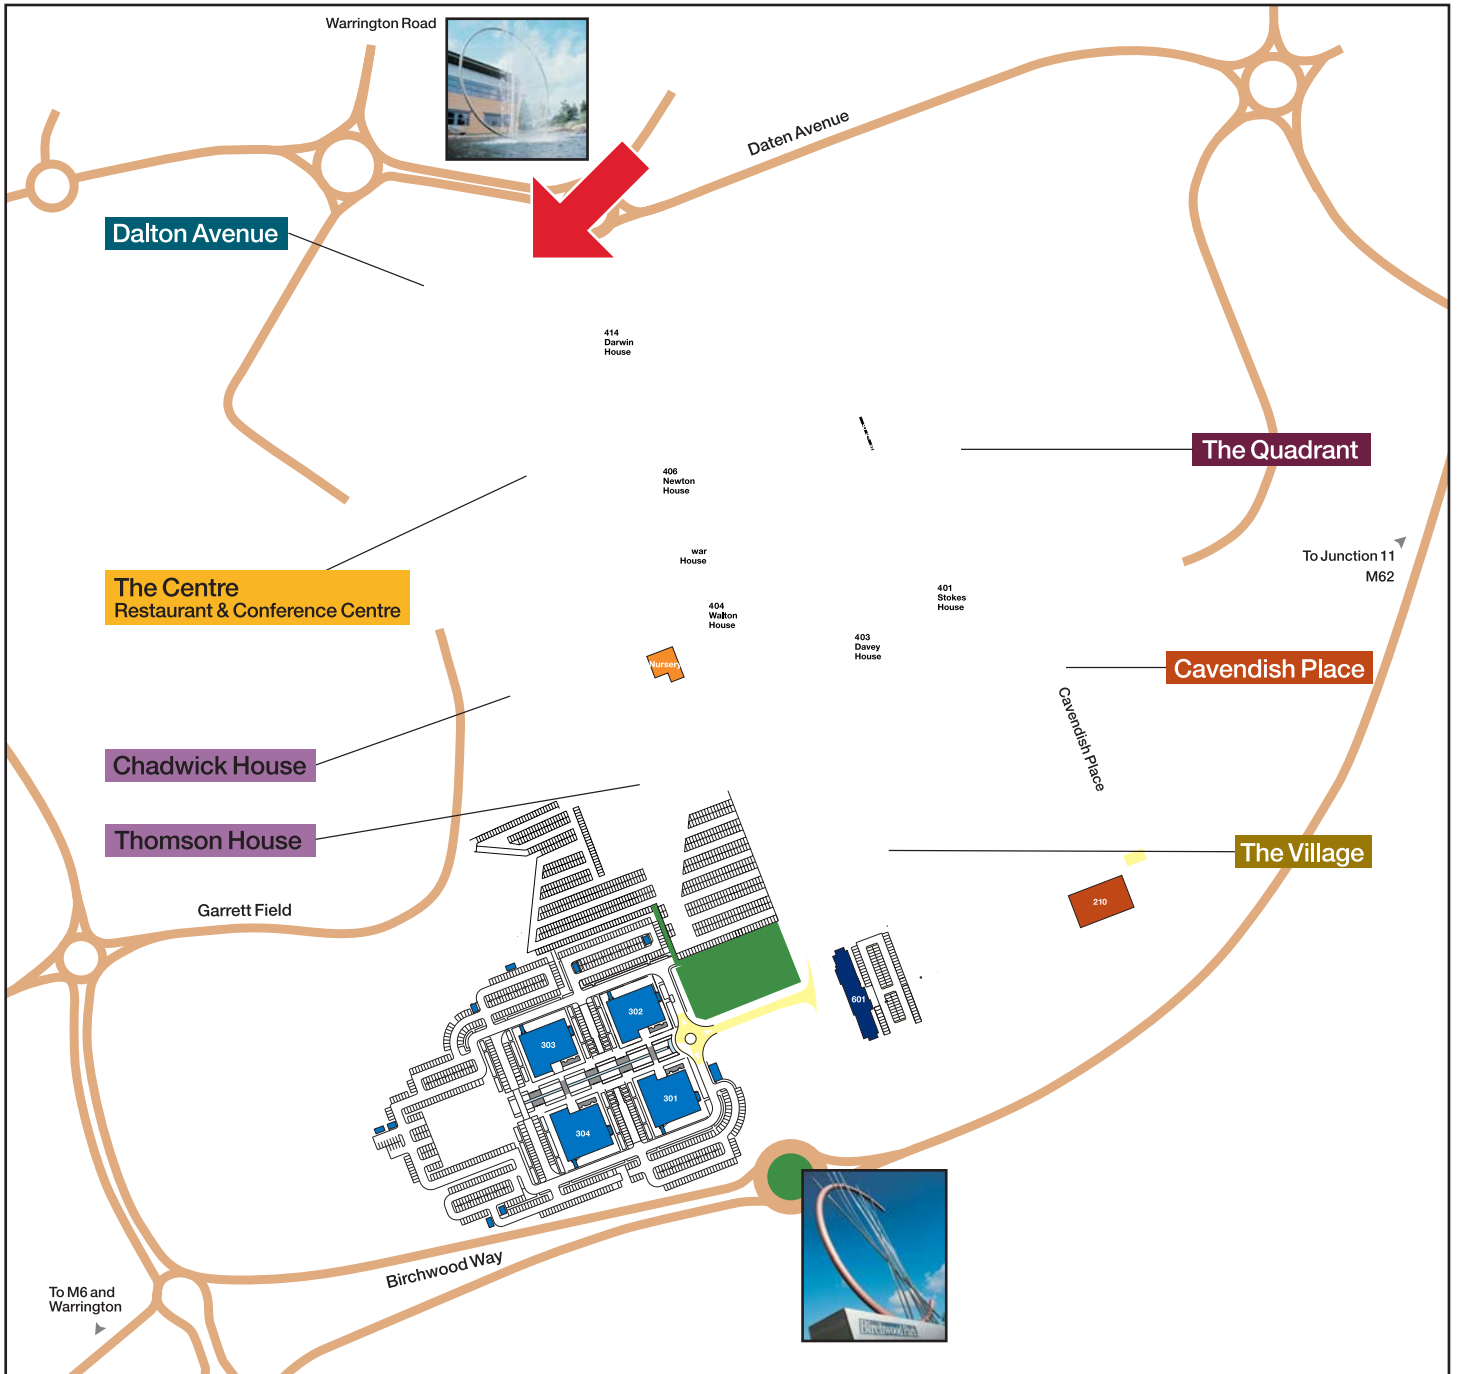 Warrington Road
Daten Avenue
Dalton Avenue
414
Darwin
House
The Quadrant
406
Newton
House
war
House
To Junction 11
M62
The Centre
Restaurant & Conference Centre
401
Stokes
House
404
Walton
House
403
Davey
House
Nursery
Cavendish Place
Cavendish Place
Chadwick House
Thomson House
The Village
210
Garrett Field
601
302
303
301
304
Birchwood Way
To M6 and
Warrington
Birchwood Park